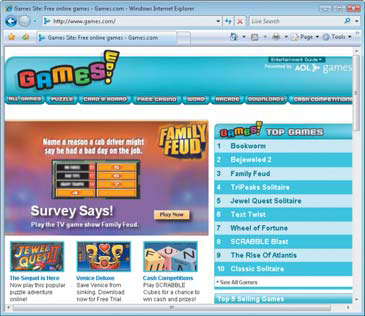 Games Site: Free online games - Games.com - Windows Internet Explorer
http://www.games.com/
Live Search
Games Site: Free online games - Games.com
Page
Tools
Entertainment Guide
GAMES! .com
Presented by AOL games
ALL GAMES
PUZZLE
CARD & BOARD
FREE CASINO
WORD
ARCADE
DOWNLOADS
CASH COMPETITIONS
Name a reason a cab driver might
say he had a bad day on the job.
FAMILY
FEUD
Survey Says!
Play the TV game show Family Feud.
Play Now
GAMES! TOP GAMES
1 Bookworm
2 Bejeweled 2
3 Family Feud
4 TriPeaks Solitaire
5 Jewel Quest Solitaire
6 Text Twist
7 Wheel of Fortune
8 SCRABBLE Blast
9 The Rise Of Atlantis
10 Classic Solitaire
See All Games
Top 5 Selling Games
JEWEL
QUEST
FUN
The Sequel is Here
Now play this popular
puzzle adventure
online!
Venice Deluxe
Save Venice from
sinking. Download
now for Free Trial.
Cash Competitions
Play SCRABBLE
Cubes for a chance to
win cash and prizes!